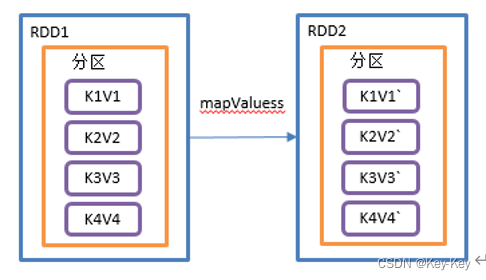 RDD1
分区
K1V1
K2V2
K3V3
K4V4
mapValuess
RDD2
分区
K1V1`
K2V2`
K3V3`
K4V4`
CSDN @Key-Key